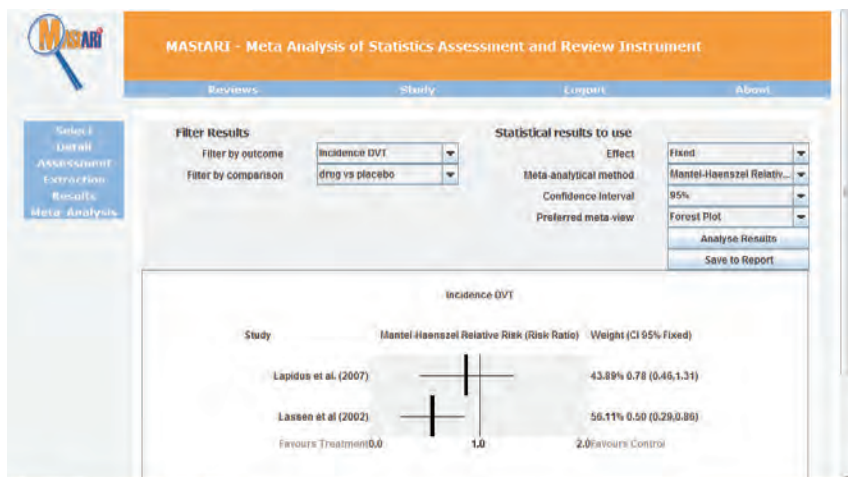 MAStARI
MAStARI - Meta Analysis of Statistics Assessment and Review Instrument
Reviews Study Logout About
Select
Detail
Assessment
Extraction
Results
Meta-Analysis
Filter Results
Filter by outcome Incidence DVT
Filter by comparison drug vs placebo
Statistical results to use
Effect Fixed
Meta-analytical method Mantel-Haenszel Relativ...
Confidence Interval 95%
Preferred meta-view Forest Plot
Analyse Results
Save to Report
Incidence DVT
Study Mantel-Haenszel Relative Risk (Risk Ratio) Weight (CI 95% Fixed)
Lapidus et al. (2007) 43.89% 0.78 (0.46,1.31)
Lassen et al (2002) 56.11% 0.50 (0.29,0.86)
Favours Treatment 0.0 1.0 2.0 Favours Control